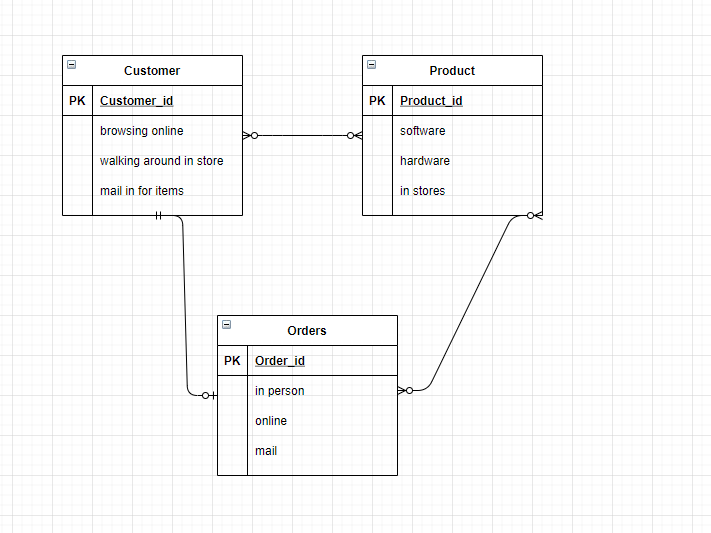 Customer
PK Customer_id
browsing online
walking around in store
mail in for items
Product
PK Product_id
software
hardware
in stores
Orders
PK Order_id
in person
online
mail